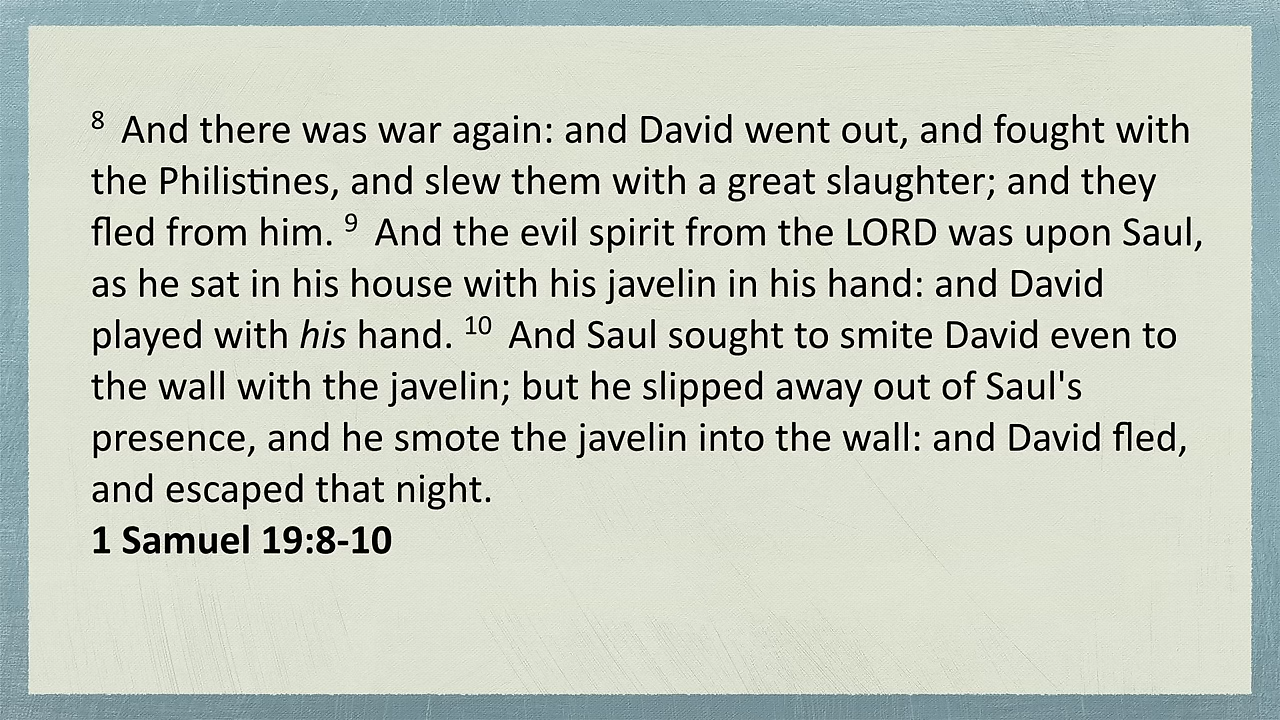 8 And there was war again: and David went out, and fought with
the Philistines, and slew them with a great slaughter; and they
fled from him. 9 And the evil spirit from the LORD was upon Saul,
as he sat in his house with his javelin in his hand: and David
played with his hand. 10 And Saul sought to smite David even to
the wall with the javelin; but he slipped away out of Saul's
presence, and he smote the javelin into the wall: and David fled,
and escaped that night.
1 Samuel 19:8-10